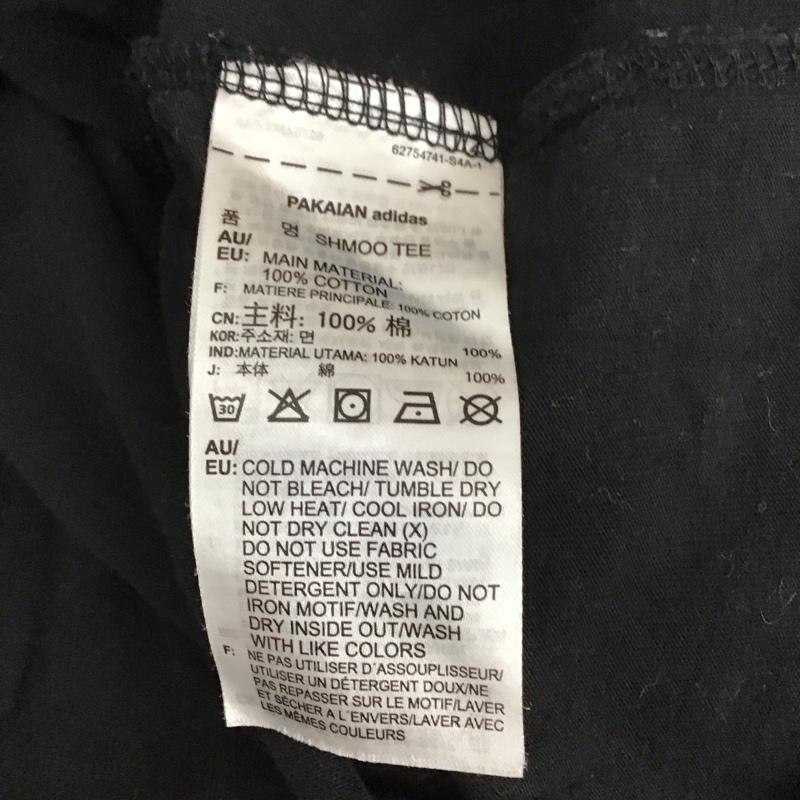 62754741-S4A-1
PAKAIAN adidas
품 명 SHMOO TEE
AU/
EU: MAIN MATERIAL:
100% COTTON
F: MATIERE PRINCIPALE: 100% COTON
CN:主料: 100% 棉
KOR:주소재: 면 100%
IND:MATERIAL UTAMA: 100% KATUN
J: 本体 綿 100%
30
AU/
EU: COLD MACHINE WASH/ DO
NOT BLEACH/ TUMBLE DRY
LOW HEAT/ COOL IRON/ DO
NOT DRY CLEAN (X)
DO NOT USE FABRIC
SOFTENER/USE MILD
DETERGENT ONLY/DO NOT
IRON MOTIF/WASH AND
DRY INSIDE OUT/WASH
WITH LIKE COLORS
F: NE PAS UTILISER D'ASSOUPLISSEUR/
UTILISER UN DÉTERGENT DOUX/NE
PAS REPASSER SUR LE MOTIF/LAVER
ET SÉCHER A L'ENVERS/LAVER AVEC
LES MÊMES COULEURS